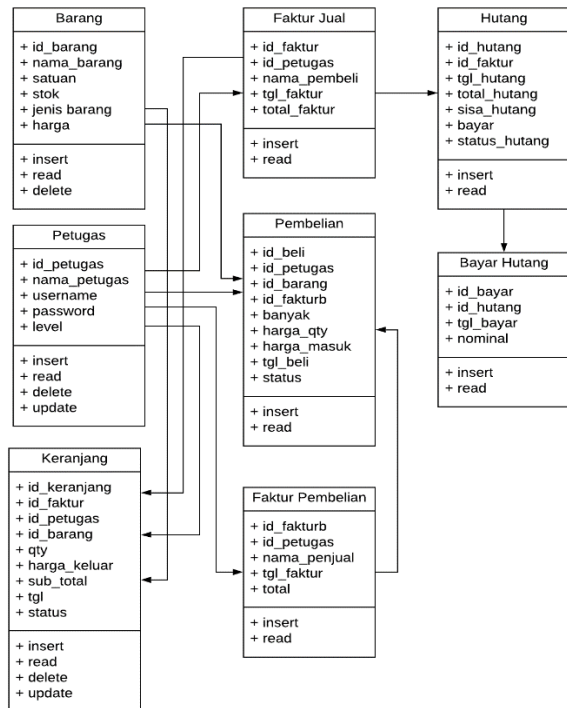 Barang
+ id_barang
+ nama_barang
+ satuan
+ stok
+ jenis barang
+ harga
+ insert
+ read
+ delete
Petugas
+ id_petugas
+ nama_petugas
+ username
+ password
+ level
+ insert
+ read
+ delete
+ update
Keranjang
+ id_keranjang
+ id_faktur
+ id_petugas
+ id_barang
+ qty
+ harga_keluar
+ sub_total
+ tgl
+ status
+ insert
+ read
+ delete
+ update
Faktur Jual
+ id_faktur
+ id_petugas
+ nama_pembeli
+ tgl_faktur
+ total_faktur
+ insert
+ read
Pembelian
+ id_beli
+ id_petugas
+ id_barang
+ id_fakturb
+ banyak
+ harga_qty
+ harga_masuk
+ tgl_beli
+ status
+ insert
+ read
Faktur Pembelian
+ id_fakturb
+ id_petugas
+ nama_penjual
+ tgl_faktur
+ total
+ insert
+ read
Hutang
+ id_hutang
+ id_faktur
+ tgl_hutang
+ total_hutang
+ sisa_hutang
+ bayar
+ status_hutang
+ insert
+ read
Bayar Hutang
+ id_bayar
+ id_hutang
+ tgl_bayar
+ nominal
+ insert
+ read